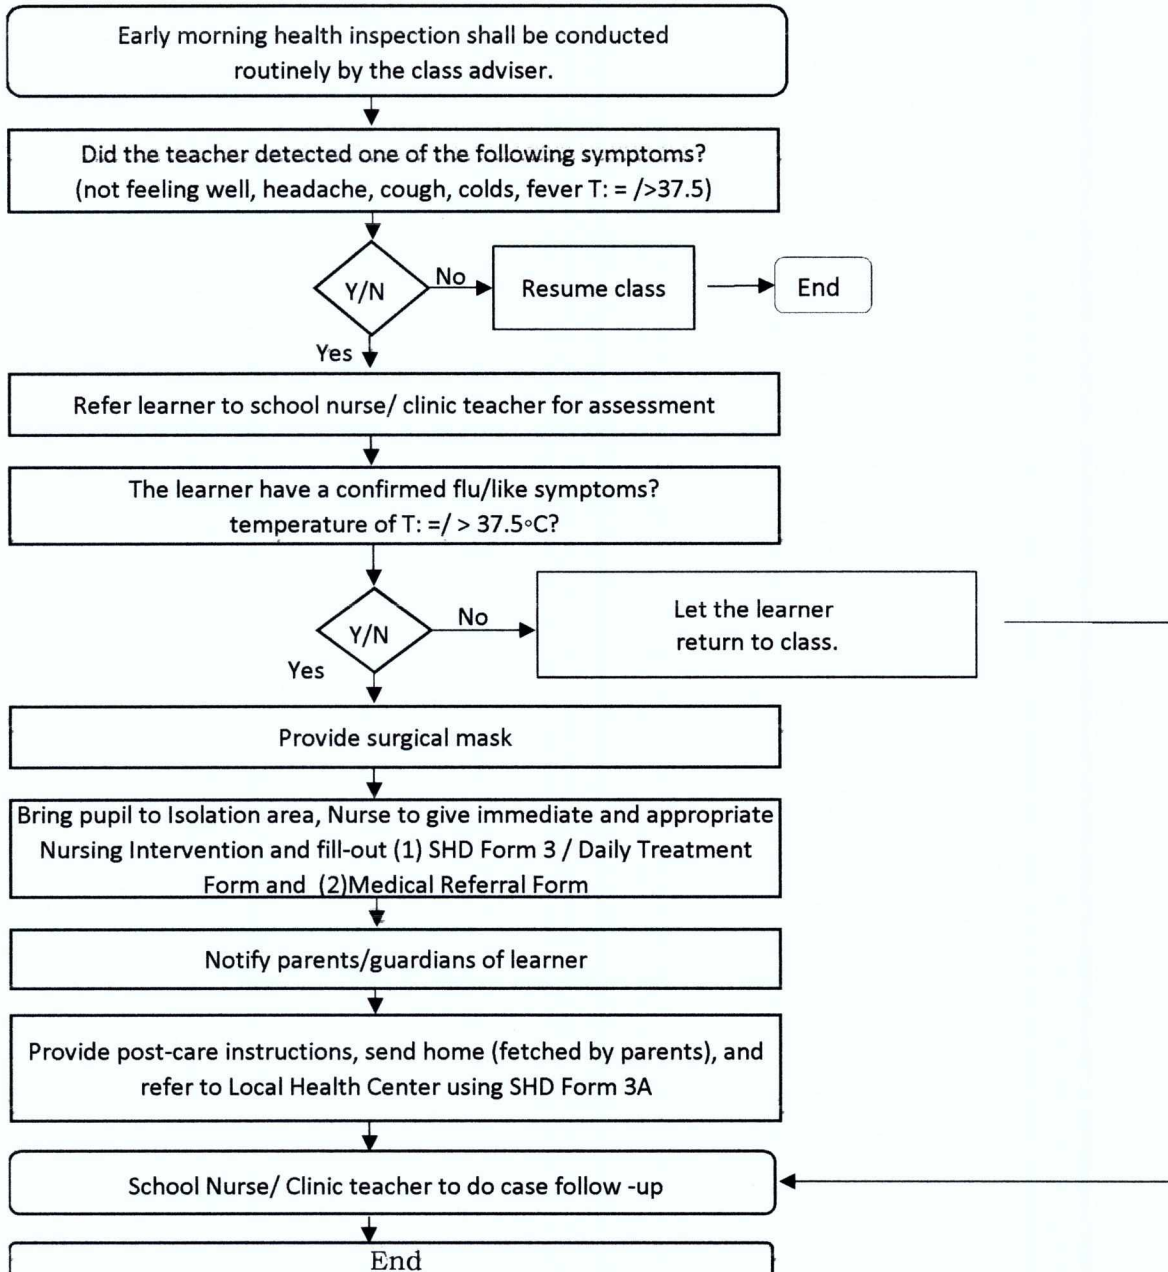 Early morning health inspection shall be conducted
routinely by the class adviser.
Did the teacher detected one of the following symptoms?
(not feeling well, headache, cough, colds, fever T: = />37.5)
Y/N
No
Resume class
End
Yes
Refer learner to school nurse/ clinic teacher for assessment
The learner have a confirmed flu/like symptoms?
temperature of T: =/ > 37.5◦C?
Y/N
No
Let the learner
return to class.
Yes
Provide surgical mask
Bring pupil to Isolation area, Nurse to give immediate and appropriate
Nursing Intervention and fill-out (1) SHD Form 3 / Daily Treatment
Form and (2)Medical Referral Form
Notify parents/guardians of learner
Provide post-care instructions, send home (fetched by parents), and
refer to Local Health Center using SHD Form 3A
School Nurse/ Clinic teacher to do case follow -up
End